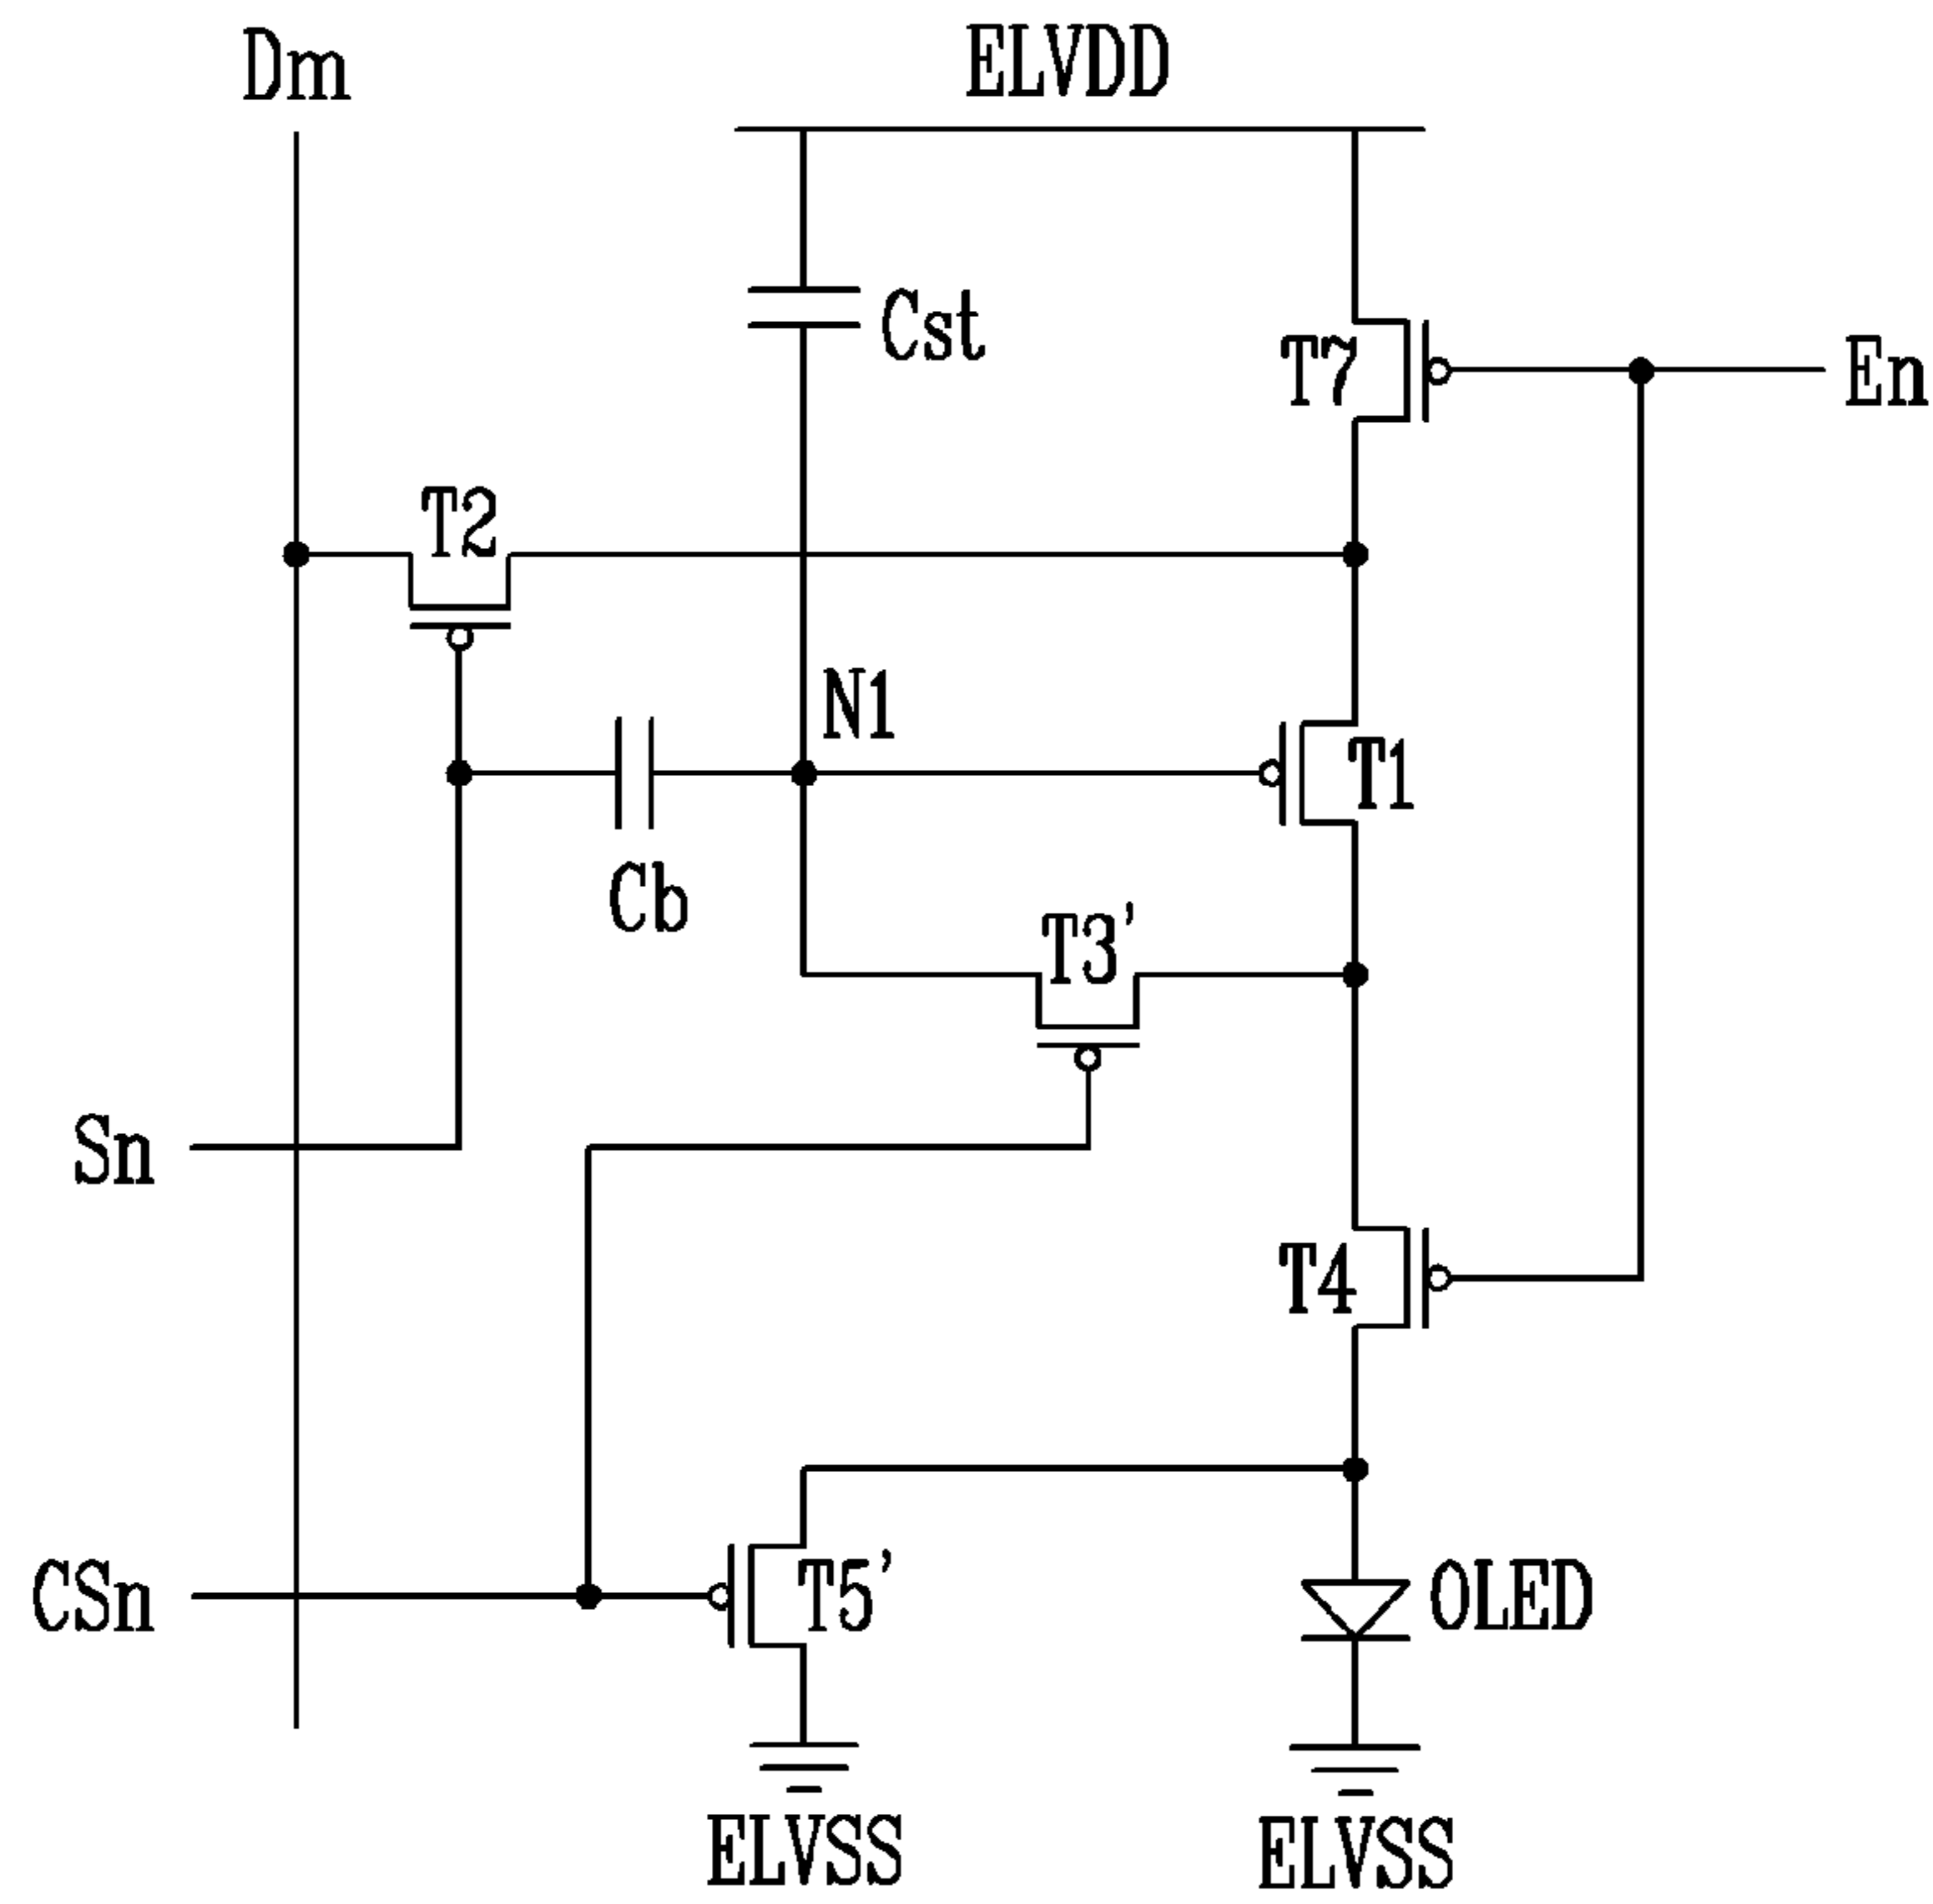 Dm
ELVDD
Cst
T7
En
T2
N1
T1
Cb
T3'
Sn
T4
CSn
T5'
OLED
ELVSS
ELVSS